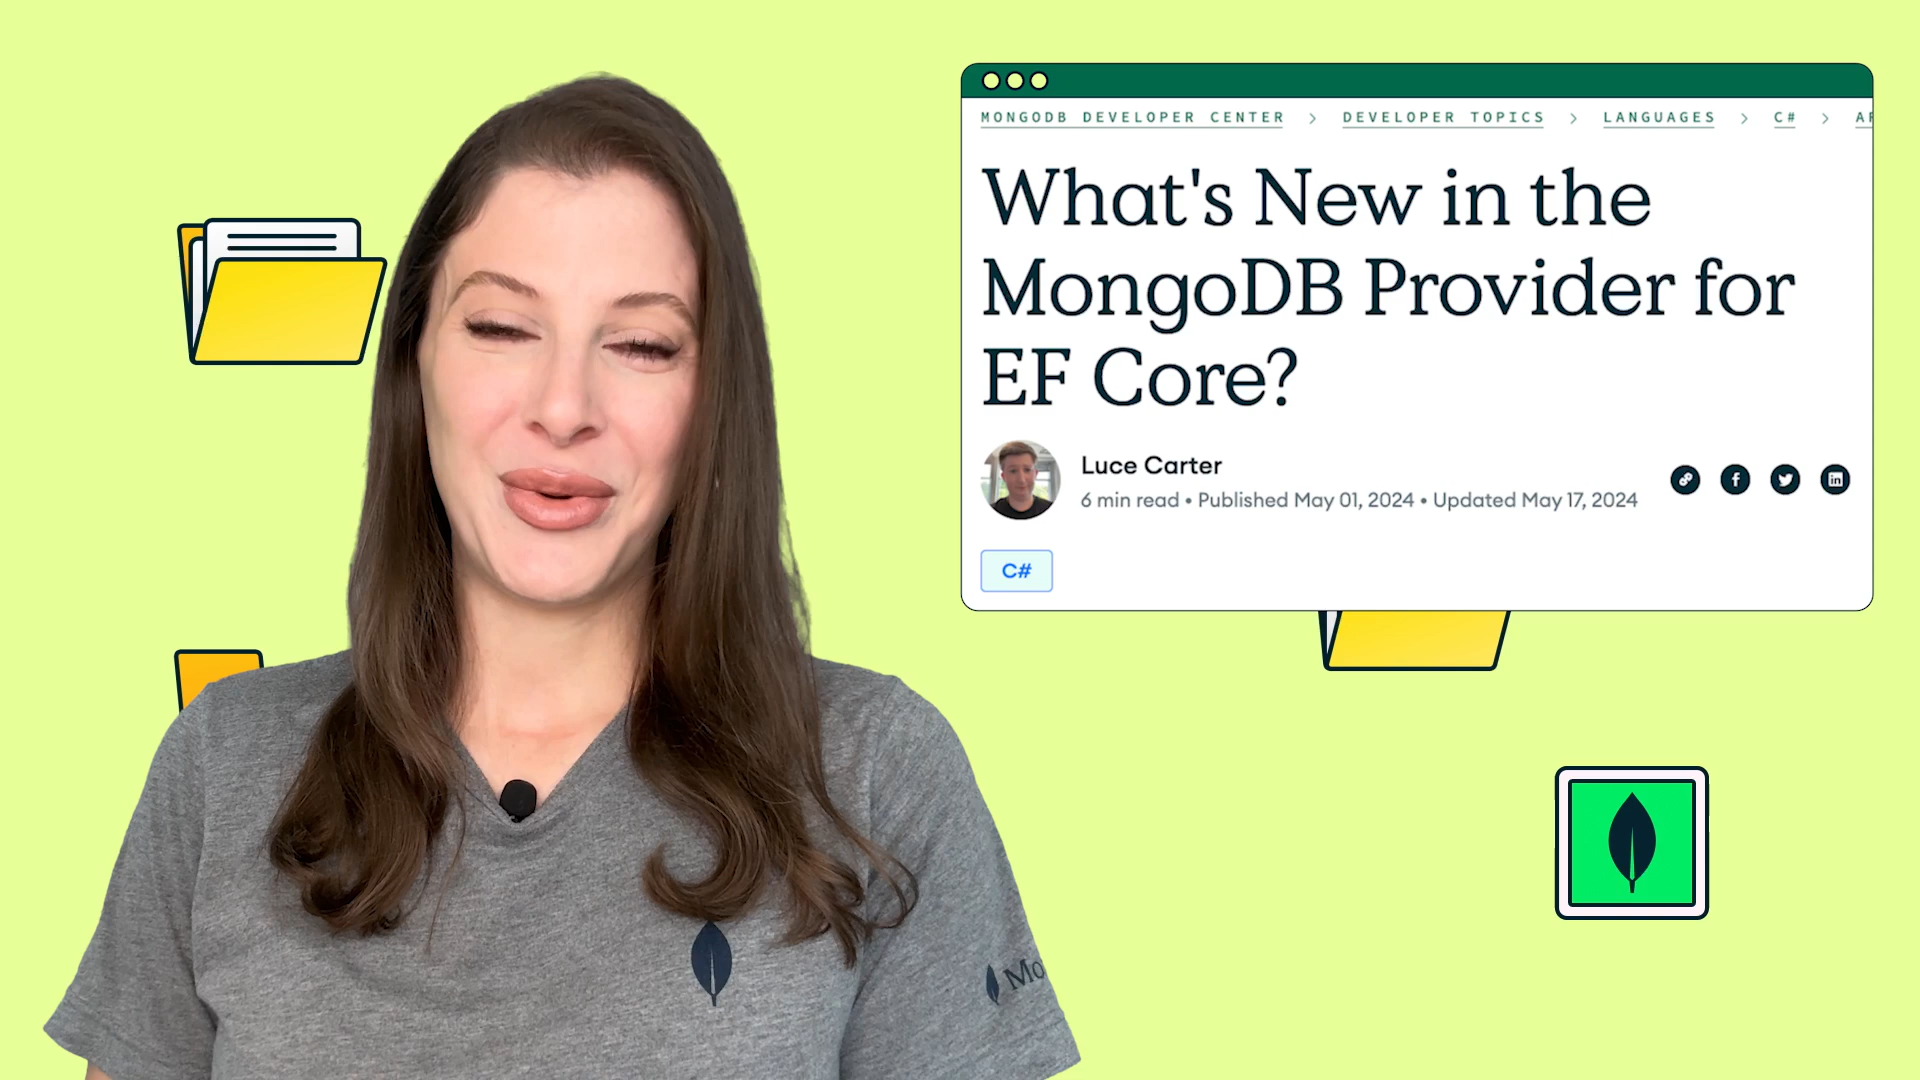 MONGODB DEVELOPER CENTER > DEVELOPER TOPICS > LANGUAGES > C# >
What's New in the
MongoDB Provider for
EF Core?
Luce Carter
6 min read • Published May 01, 2024 • Updated May 17, 2024
C#